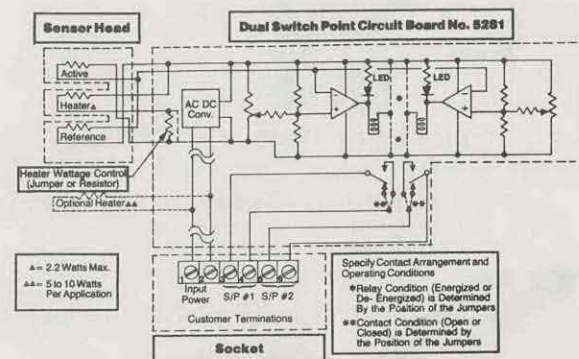 Sensor Head
Dual Switch Point Circuit Board No. 5281
Active
Heater▲
Reference
AC DC
Conv.
LED
LED
Heater Wattage Control
(Jumper or Resistor)
Optional Heater▲▲
▲= 2.2 Watts Max.
▲▲= 5 to 10 Watts
Per Application
Input
Power
S/P #1
S/P #2
Customer Terminations
Socket
Specify Contact Arrangement and
Operating Conditions
*Relay Condition (Energized or
De- Energized) is Determined
By the Position of the Jumpers
**Contact Condition (Open or
Closed) is Determined by
the Position of the Jumpers